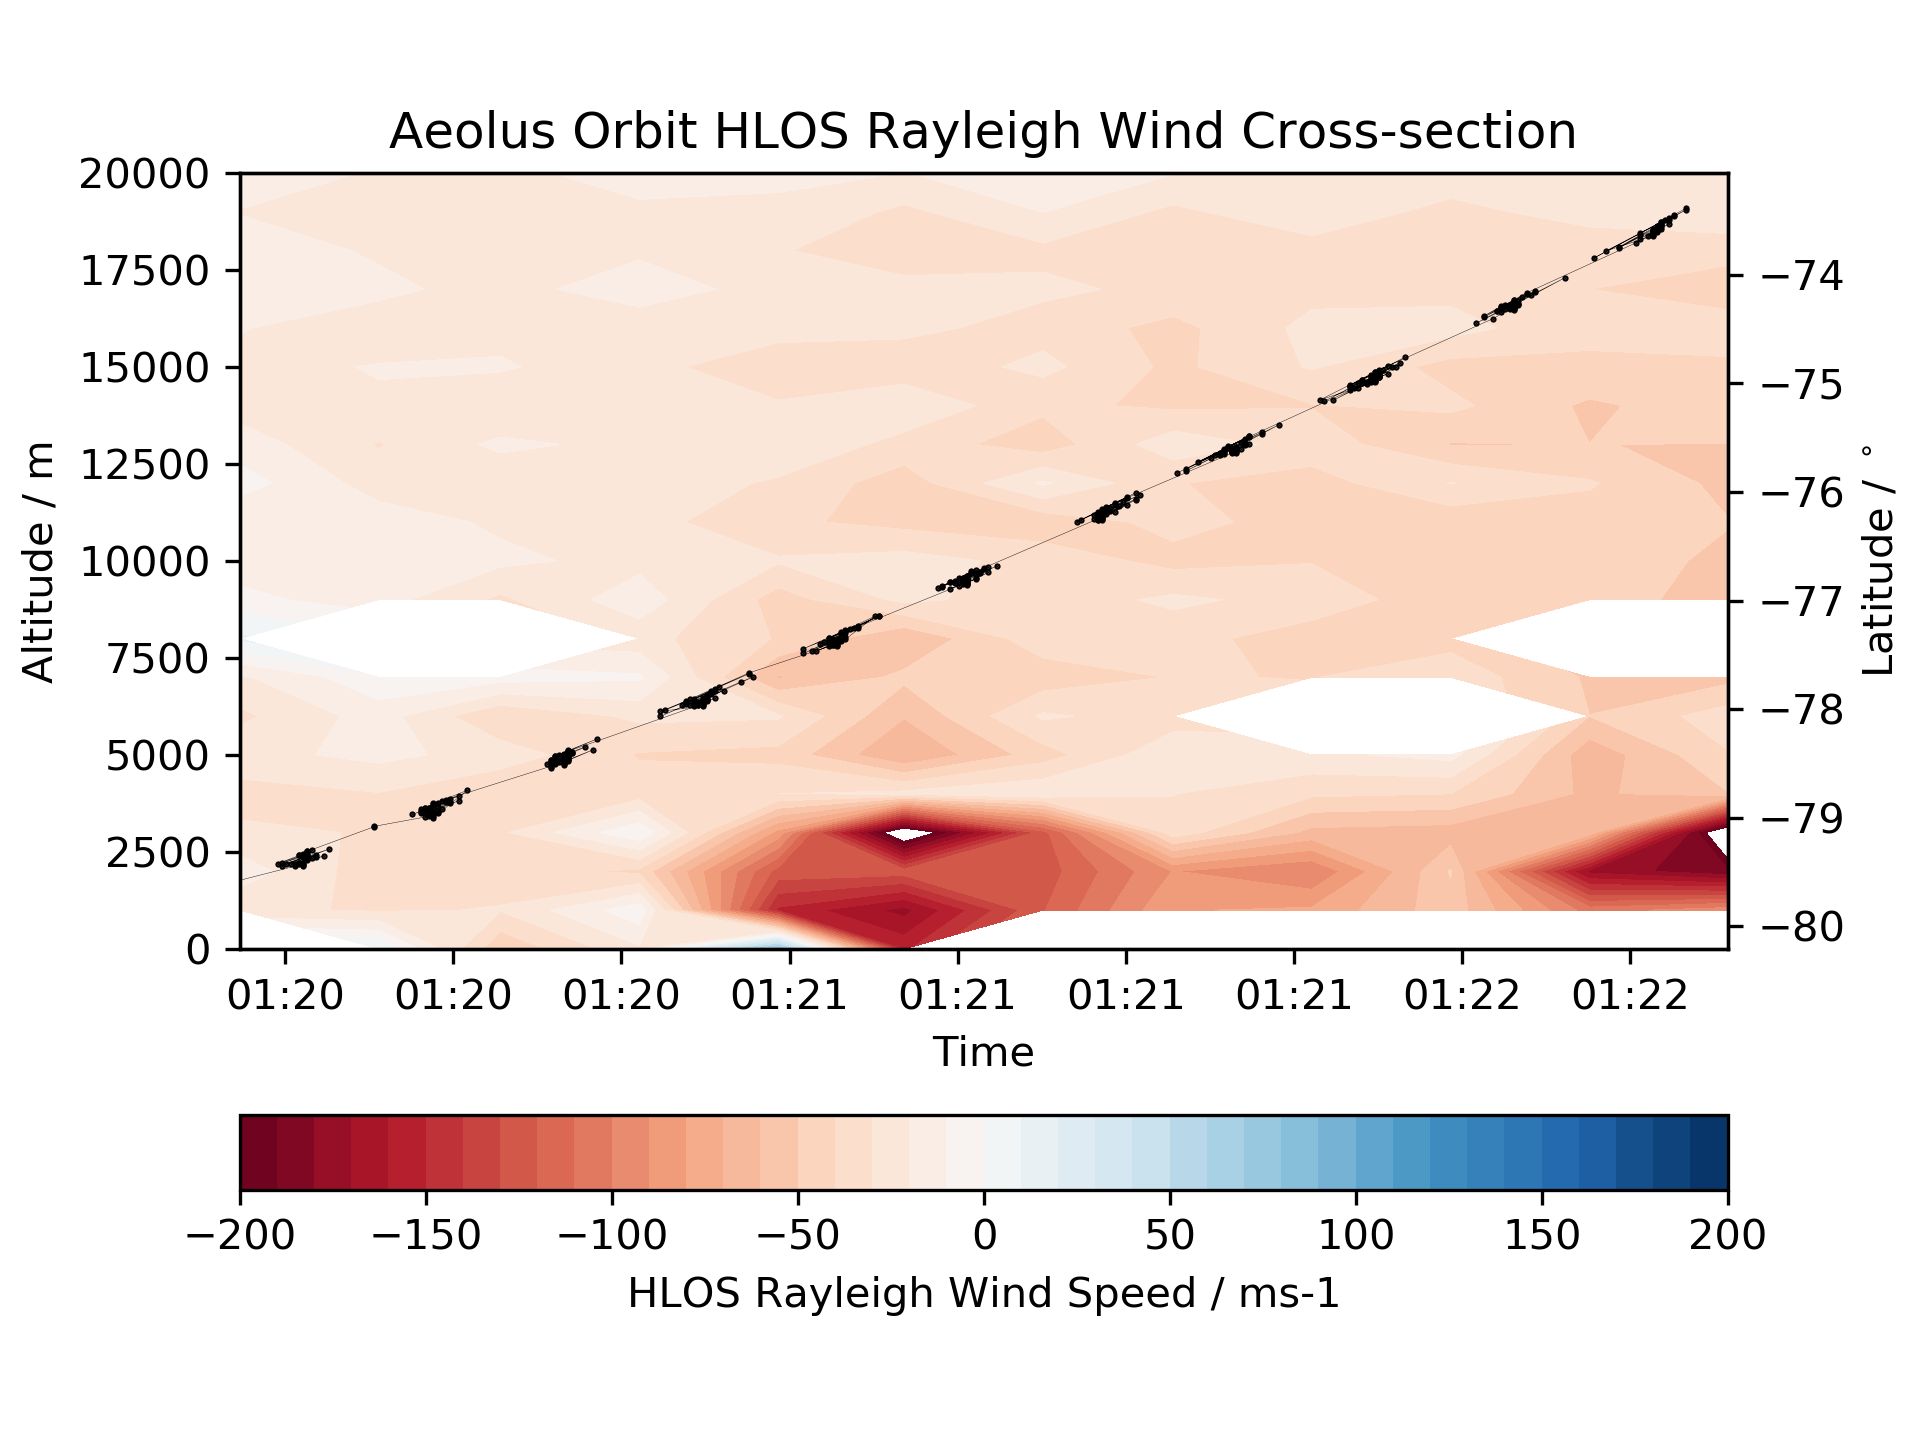 Aeolus Orbit HLOS Rayleigh Wind Cross-section
20000
17500
15000
12500
10000
7500
5000
2500
0
Altitude / m
−74
−75
−76
−77
−78
−79
−80
Latitude / °
01:20 01:20 01:20 01:21 01:21 01:21 01:21 01:22 01:22
Time
−200 −150 −100 −50 0 50 100 150 200
HLOS Rayleigh Wind Speed / ms-1